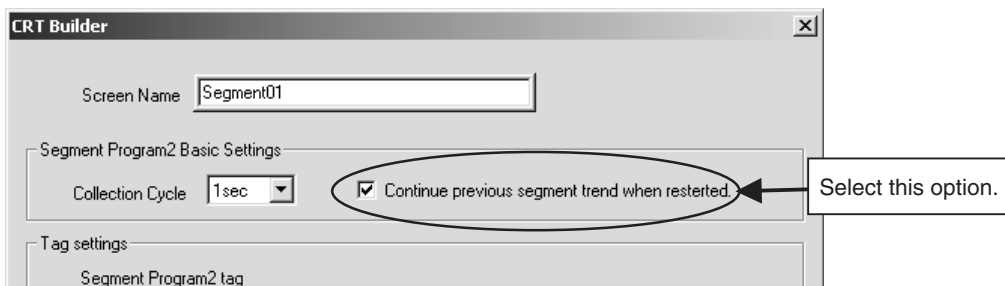 CRT Builder
Screen Name Segment01
Segment Program2 Basic Settings
Collection Cycle 1sec Continue previous segment trend when resterted.
Select this option.
Tag settings
Segment Program2 tag